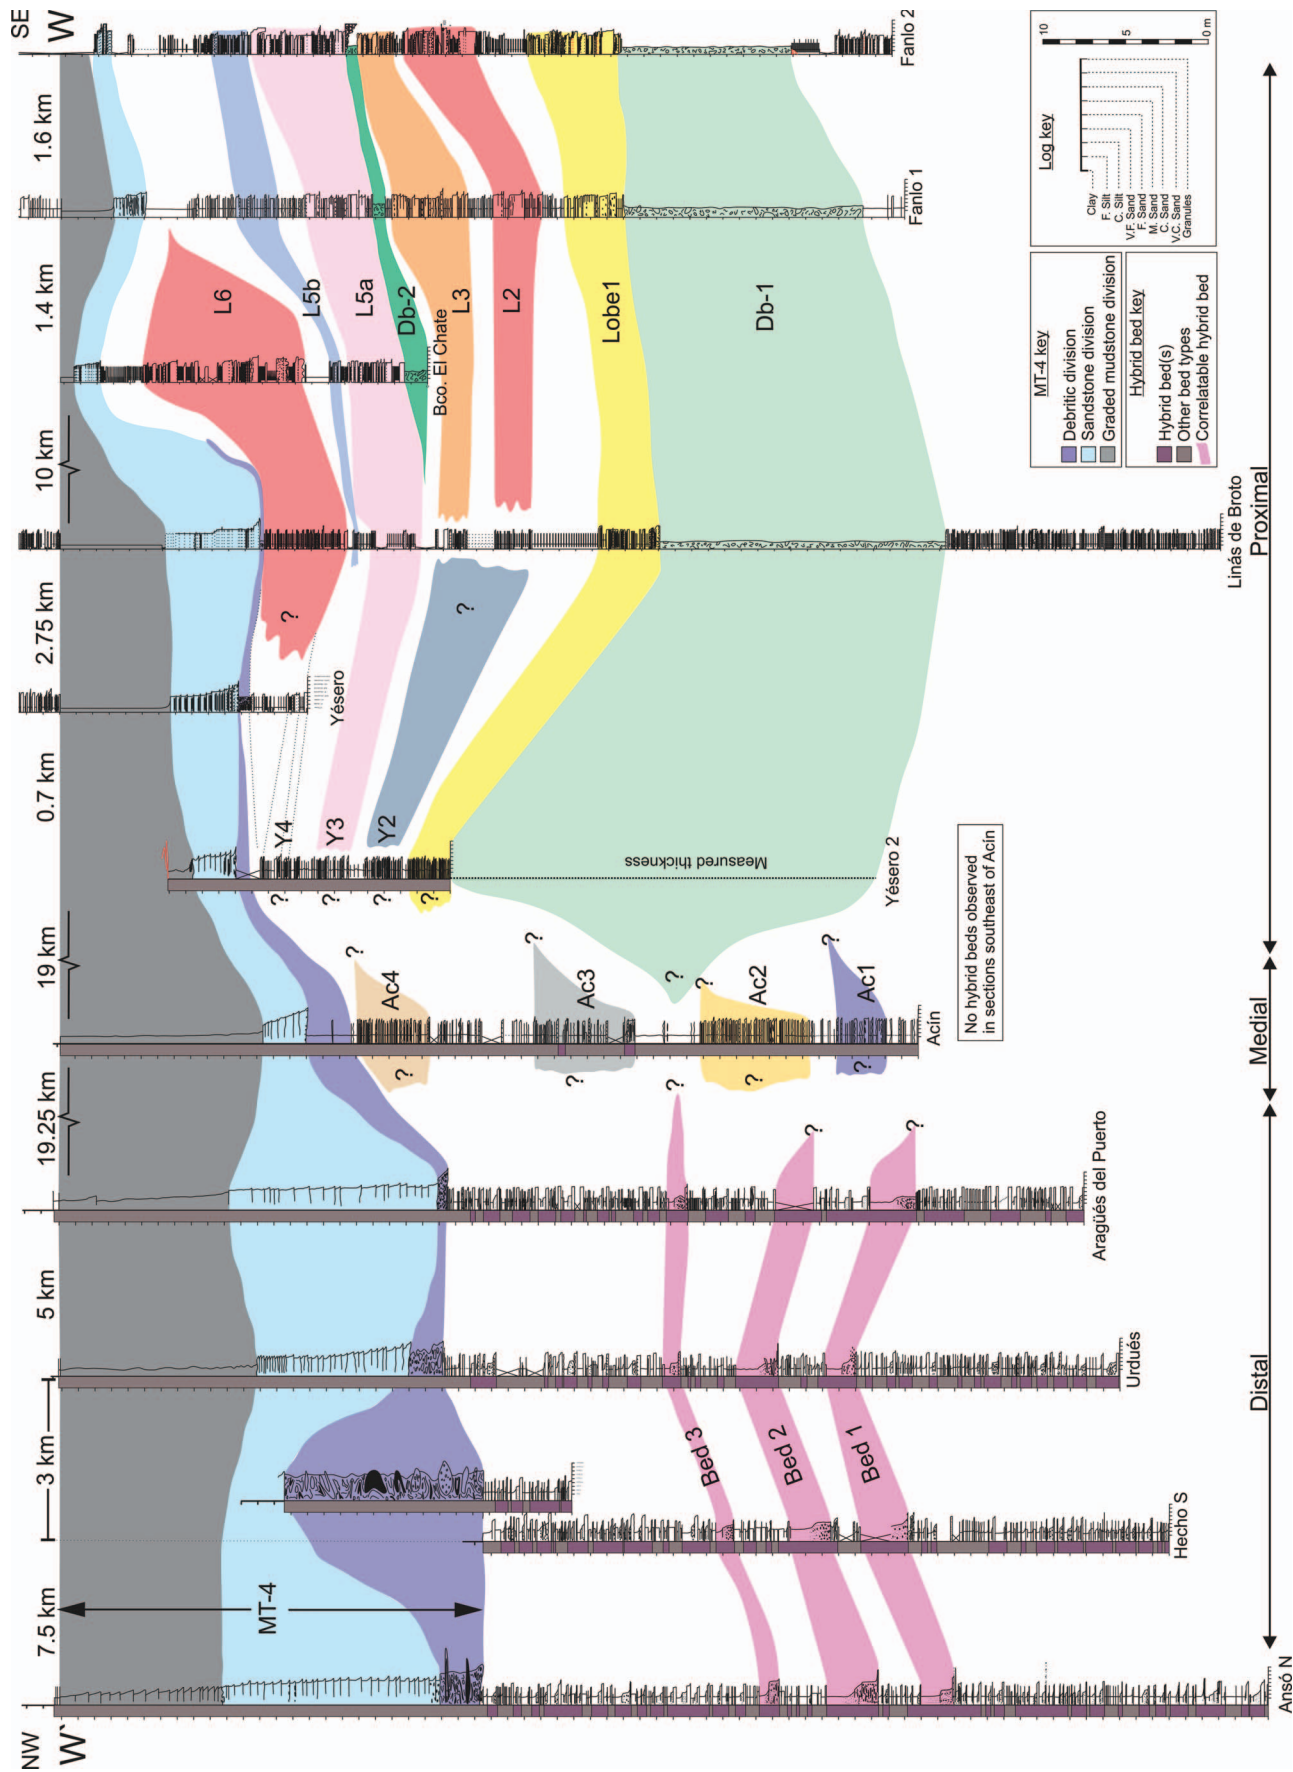 NW
W`
SE
W
7.5 km
3 km
5 km
19.25 km
19 km
0.7 km
2.75 km
10 km
1.4 km
1.6 km
MT-4
Bed 3
Bed 2
Bed 1
Ac4
Ac3
Ac2
Ac1
?
?
?
?
?
?
?
?
?
?
?
?
Y4
Y3
Y2
?
?
?
?
?
?
L6
L5b
L5a
Db-2
L3
L2
Lobe1
Db-1
Measured thickness
Ansó N
Hecho S
Urdués
Aragüés del Puerto
Acín
Yésero 2
Yésero
Linás de Broto
Bco. El Chate
Fanlo 1
Fanlo 2
No hybrid beds observed
in sections southeast of Acín
Distal
Medial
Proximal
MT-4 key
Debritic division
Sandstone division
Graded mudstone division
Hybrid bed key
Hybrid bed(s)
Other bed types
Correlatable hybrid bed
Log key
Clay
F. Silt
C. Silt
V.F. Sand
F. Sand
M. Sand
C. Sand
V.C. Sand
Granules
10
5
0 m